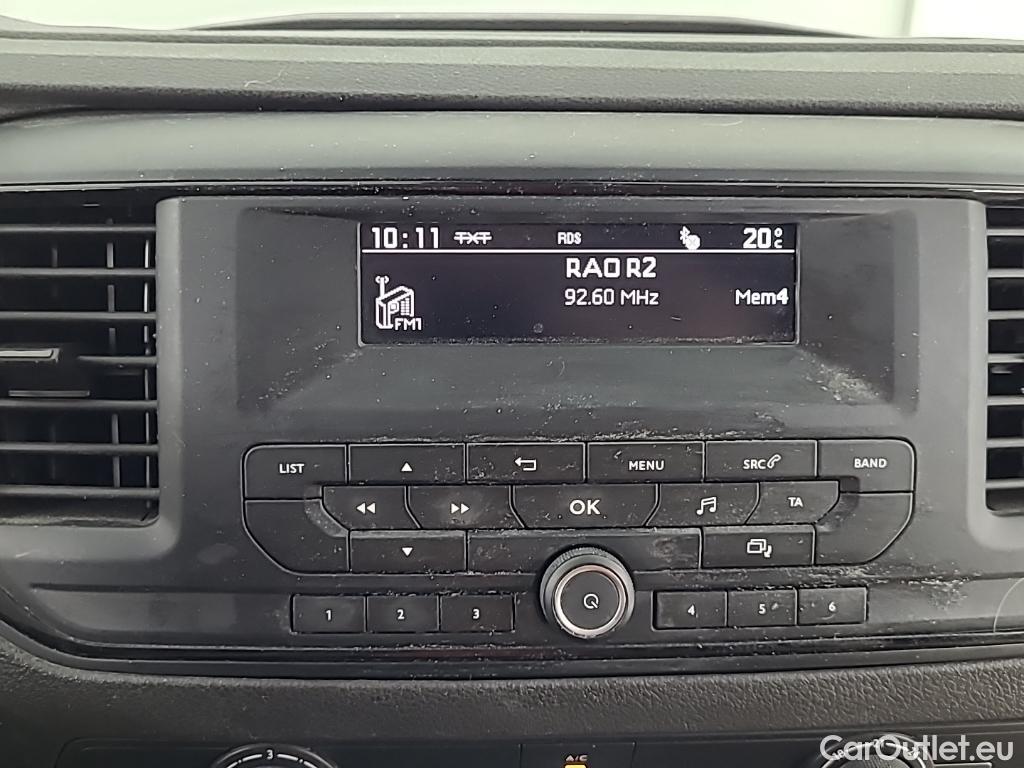 10:11 TXT RDS 20°C
RAO R2
92.60 MHz Mem4
FM1
LIST MENU SRC BAND
OK TA
1 2 3 4 5 6
3
A/C
CarOutlet.eu